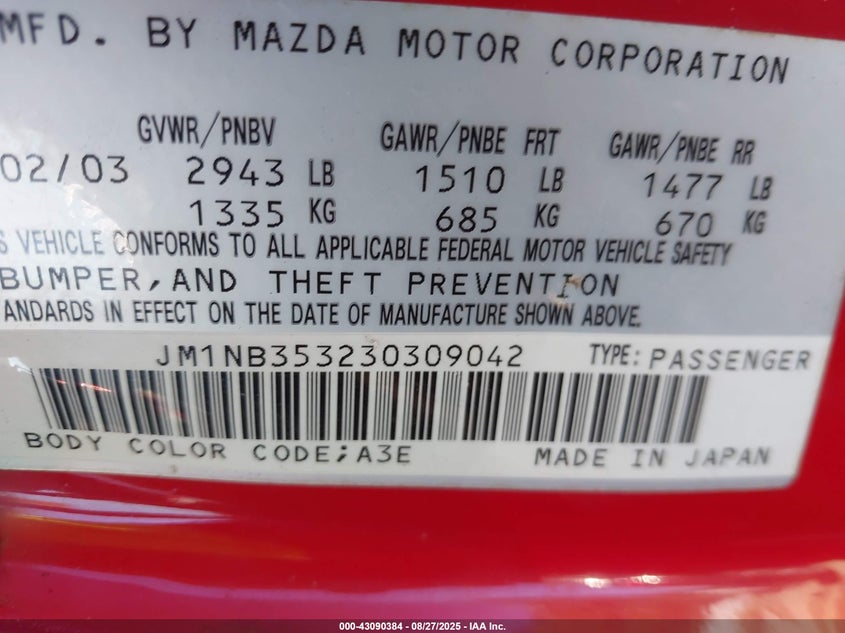 MFD. BY MAZDA MOTOR CORPORATION
GVWR/PNBV GAWR/PNBE FRT GAWR/PNBE RR
02/03 2943 LB 1510 LB 1477 LB
1335 KG 685 KG 670 KG
S VEHICLE CONFORMS TO ALL APPLICABLE FEDERAL MOTOR VEHICLE SAFETY
BUMPER,AND THEFT PREVENTION
ANDARDS IN EFFECT ON THE DATE OF MANUFACTURE SHOWN ABOVE.
JM1NB353230309042 TYPE: PASSENGER
BODY COLOR CODE;A3E MADE IN JAPAN
000-43090384 - 08/27/2025 - IAA Inc.